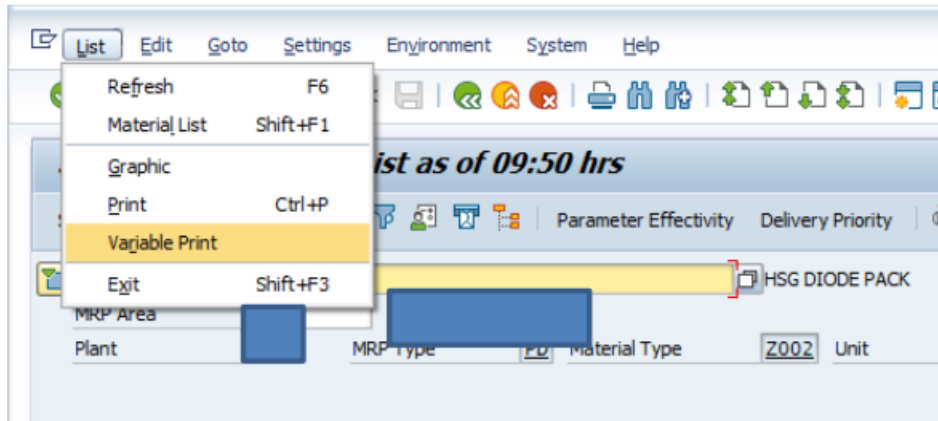 List Edit Goto Settings Environment System Help
Refresh F6
Material List Shift+F1
Graphic
ist as of 09:50 hrs
Print Ctrl+P
Parameter Effectivity Delivery Priority
Variable Print
Exit Shift+F3
HSG DIODE PACK
MRP Area
Plant MRP Type PD Material Type Z002 Unit